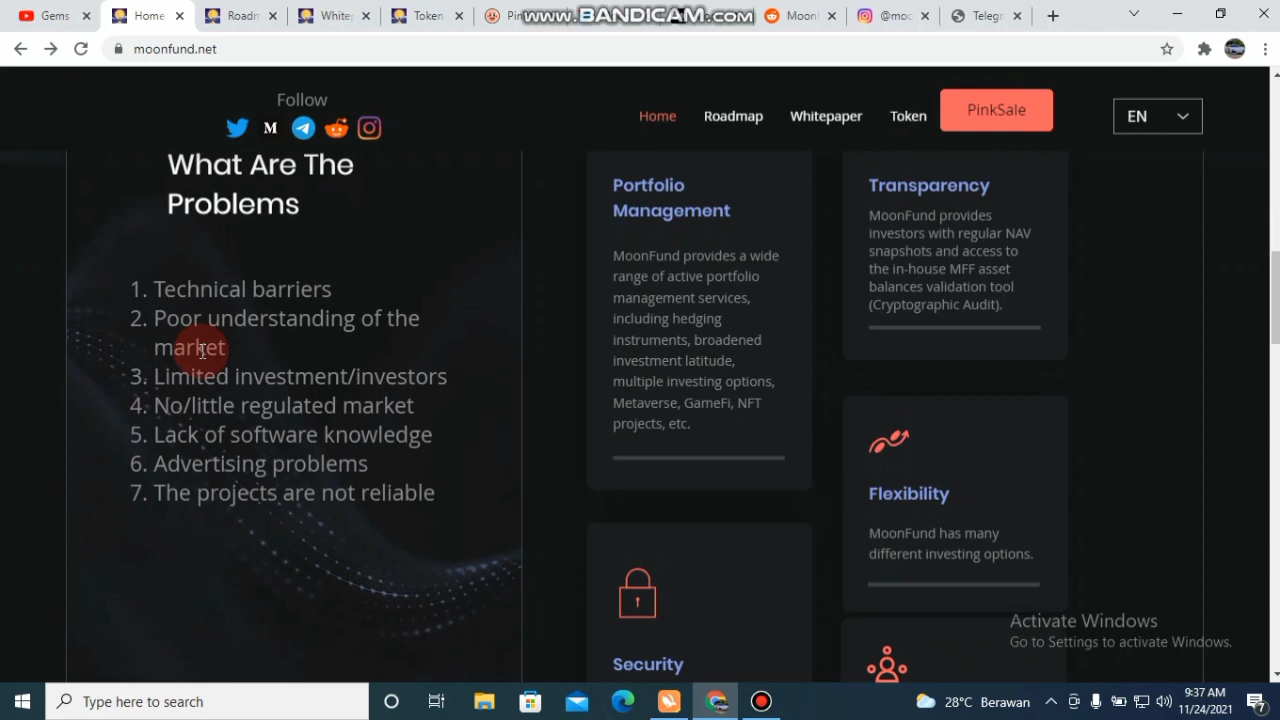 Gems
Home
Roadm
Whitep
Token
Pin
www.BANDICAM.com
MoonF
@moo
Telegr
moonfund.net
Follow
Home
Roadmap
Whitepaper
Token
PinkSale
EN
What Are The
Problems
1. Technical barriers
2. Poor understanding of the
market
3. Limited investment/investors
4. No/little regulated market
5. Lack of software knowledge
6. Advertising problems
7. The projects are not reliable
Portfolio
Management
MoonFund provides a wide
range of active portfolio
management services,
including hedging
instruments, broadened
investment latitude,
multiple investing options,
Metaverse, GameFi, NFT
projects, etc.
Security
Transparency
MoonFund provides
investors with regular NAV
snapshots and access to
the in-house MFF asset
balances validation tool
(Cryptographic Audit).
Flexibility
MoonFund has many
different investing options.
Activate Windows
Go to Settings to activate Windows.
Type here to search
28°C Berawan
9:37 AM
11/24/2021
7